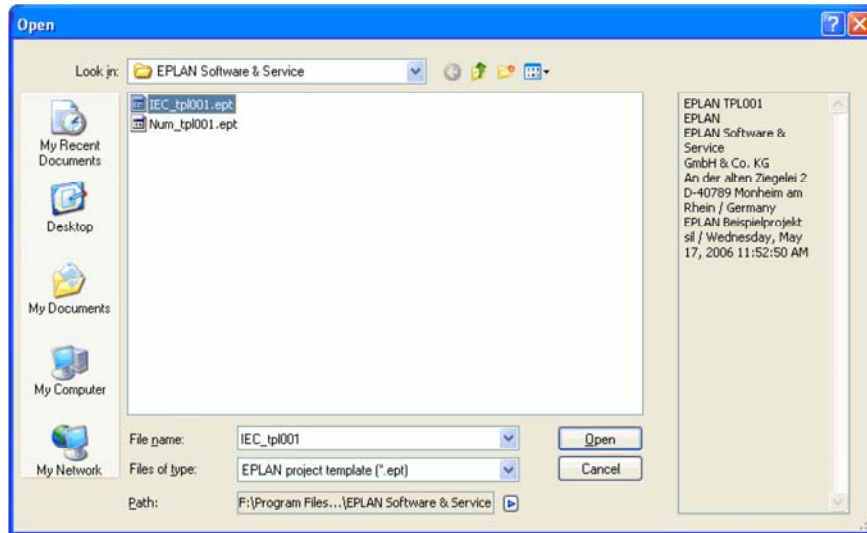 Open
Look in:
EPLAN Software & Service
My Recent
Documents
Desktop
My Documents
My Computer
My Network
IEC_tpl001.ept
Num_tpl001.ept
EPLAN TPL001
EPLAN
EPLAN Software &
Service
GmbH & Co. KG
An der alten Ziegelei 2
D-40789 Monheim am
Rhein / Germany
EPLAN Beispielprojekt
sil / Wednesday, May
17, 2006 11:52:50 AM
File name:
IEC_tpl001
Open
Files of type:
EPLAN project template (*.ept)
Cancel
Path:
F:\Program Files...\EPLAN Software & Service